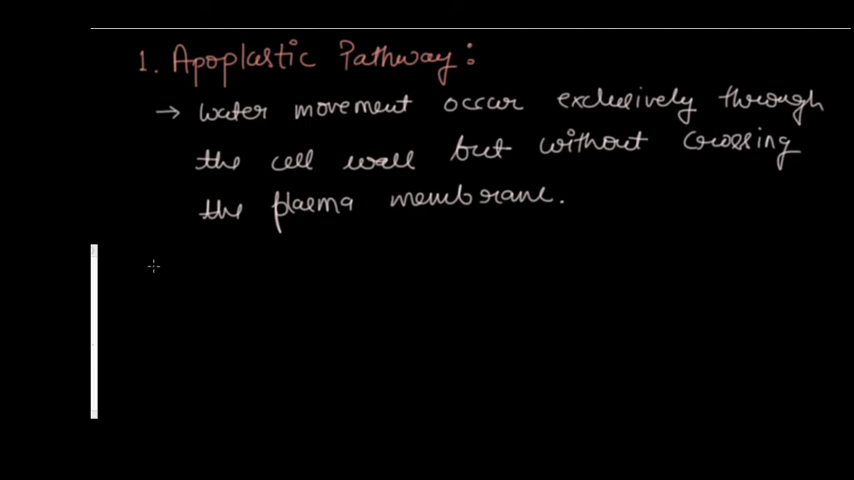 1. Apoplastic Pathway:
→ water movement occur exclusively through
the cell wall but without crossing
the plasma membrane.